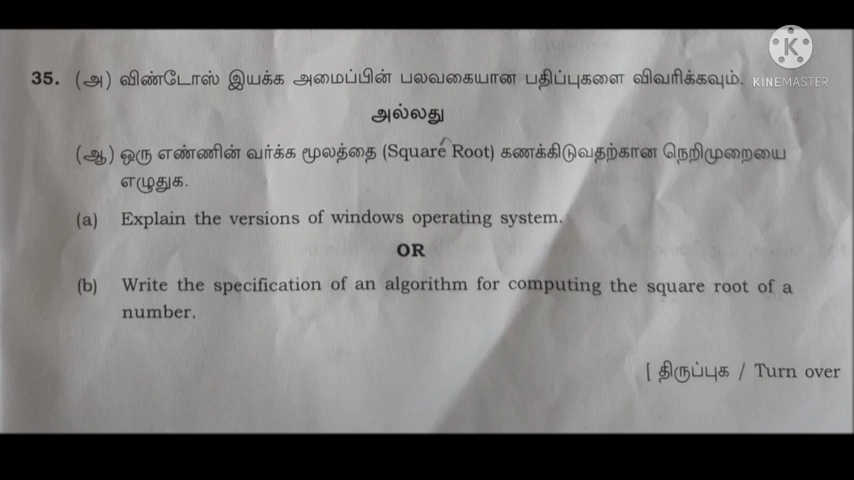 KINEMASTER
35. (அ) விண்டோஸ் இயக்க அமைப்பின் பலவகையான பதிப்புகளை விவரிக்கவும்.
அல்லது
(ஆ) ஒரு எண்ணின் வர்க்க மூலத்தை (Square Root) கணக்கிடுவதற்கான நெறிமுறையை
எழுதுக.
(a) Explain the versions of windows operating system.
OR
(b) Write the specification of an algorithm for computing the square root of a
number.
[ திருப்புக / Turn over